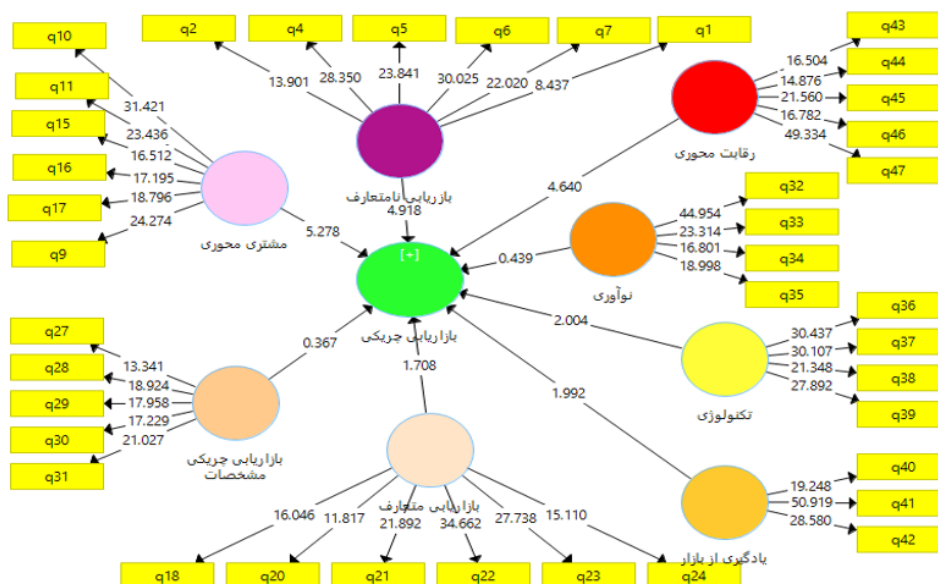 q10
q2
q4
q5
q6
q7
q1
q43
q44
q45
q46
q47
q11
q15
q16
q17
q9
31.421
23.436
16.512
17.195
18.796
24.274
13.901
28.350
23.841
30.025
22.020
8.437
16.504
14.876
21.560
16.782
49.334
رقابت محوری
بازریابی نامتعارف
مشتری محوری
4.918
4.640
5.278
[+]
بازاریابی چریکی
0.439
نوآوری
44.954
23.314
16.801
18.998
q32
q33
q34
q35
q27
q28
q29
q30
q31
13.341
18.924
17.958
17.229
21.027
بازاریابی چریکی
مشخصات
0.367
1.708
2.004
1.992
تکنولوژی
30.437
30.107
21.348
27.892
q36
q37
q38
q39
بازاریابی متعارف
16.046
11.817
21.892
34.662
27.738
15.110
q18
q20
q21
q22
q23
q24
یادگیری از بازار
19.248
50.919
28.580
q40
q41
q42